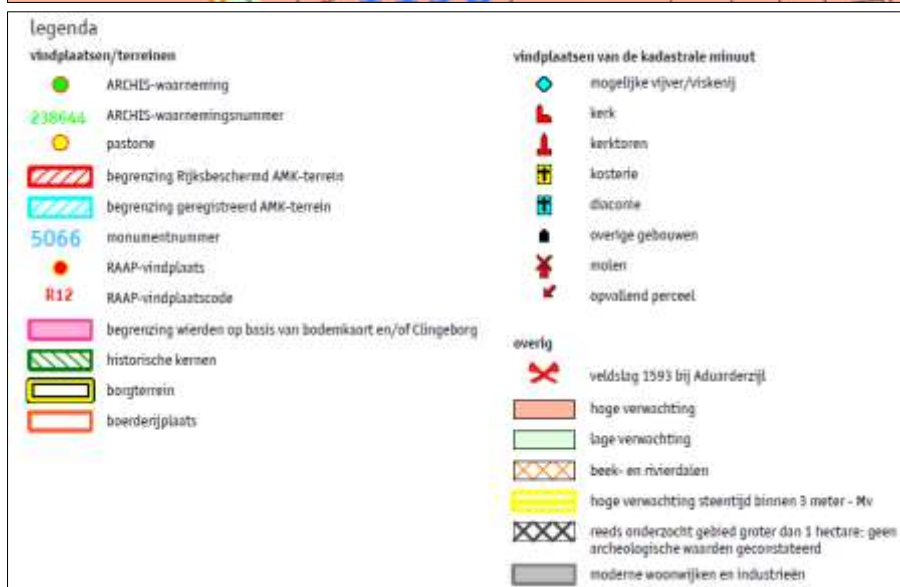 legenda
vindplaatsen/terreinen
ARCHIS-waarneming
238644 ARCHIS-waarnemingsnummer
pastorie
begrenzing Rijksbeschermd AMK-terrein
begrenzing geregistreerd AMK-terrein
5066 monumentnummer
RAAP-vindplaats
R12 RAAP-vindplaatscode
begrenzing wierden op basis van bodemkaart en/of Clingeborg
historische kernen
borgterrein
boerderijplaats
vindplaatsen van de kadastrale minuut
mogelijke vijver/viskenij
kerk
kerktoren
kosterie
diaconie
overige gebouwen
molen
opvallend perceel
overig
veldslag 1593 bij Aduarderzijl
hoge verwachting
lage verwachting
beek- en rivierdalen
hoge verwachting steentijd binnen 3 meter - Mv
reeds onderzocht gebied groter dan 1 hectare; geen
archeologische waarden geconstateerd
moderne woonwijken en industrieën